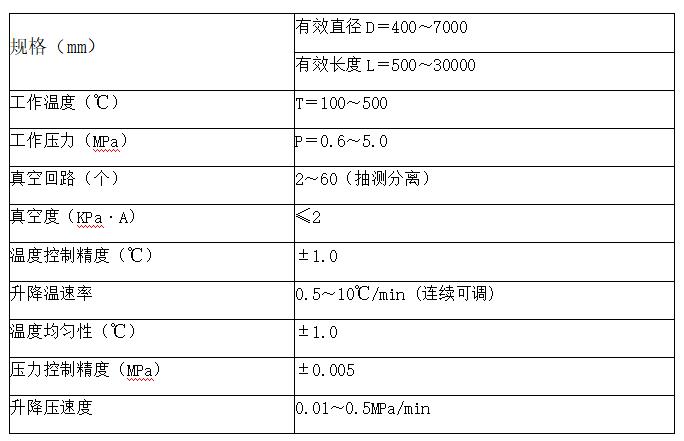 规格（mm）
有效直径D＝400～7000
有效长度L＝500～30000
工作温度（℃）
T＝100～500
工作压力（MPa）
P＝0.6～5.0
真空回路（个）
2～60（抽测分离）
真空度（KPa·A）
≤2
温度控制精度（℃）
±1.0
升降温速率
0.5～10℃/min (连续可调)
温度均匀性（℃）
±1.0
压力控制精度（MPa）
±0.005
升降压速度
0.01～0.5MPa/min